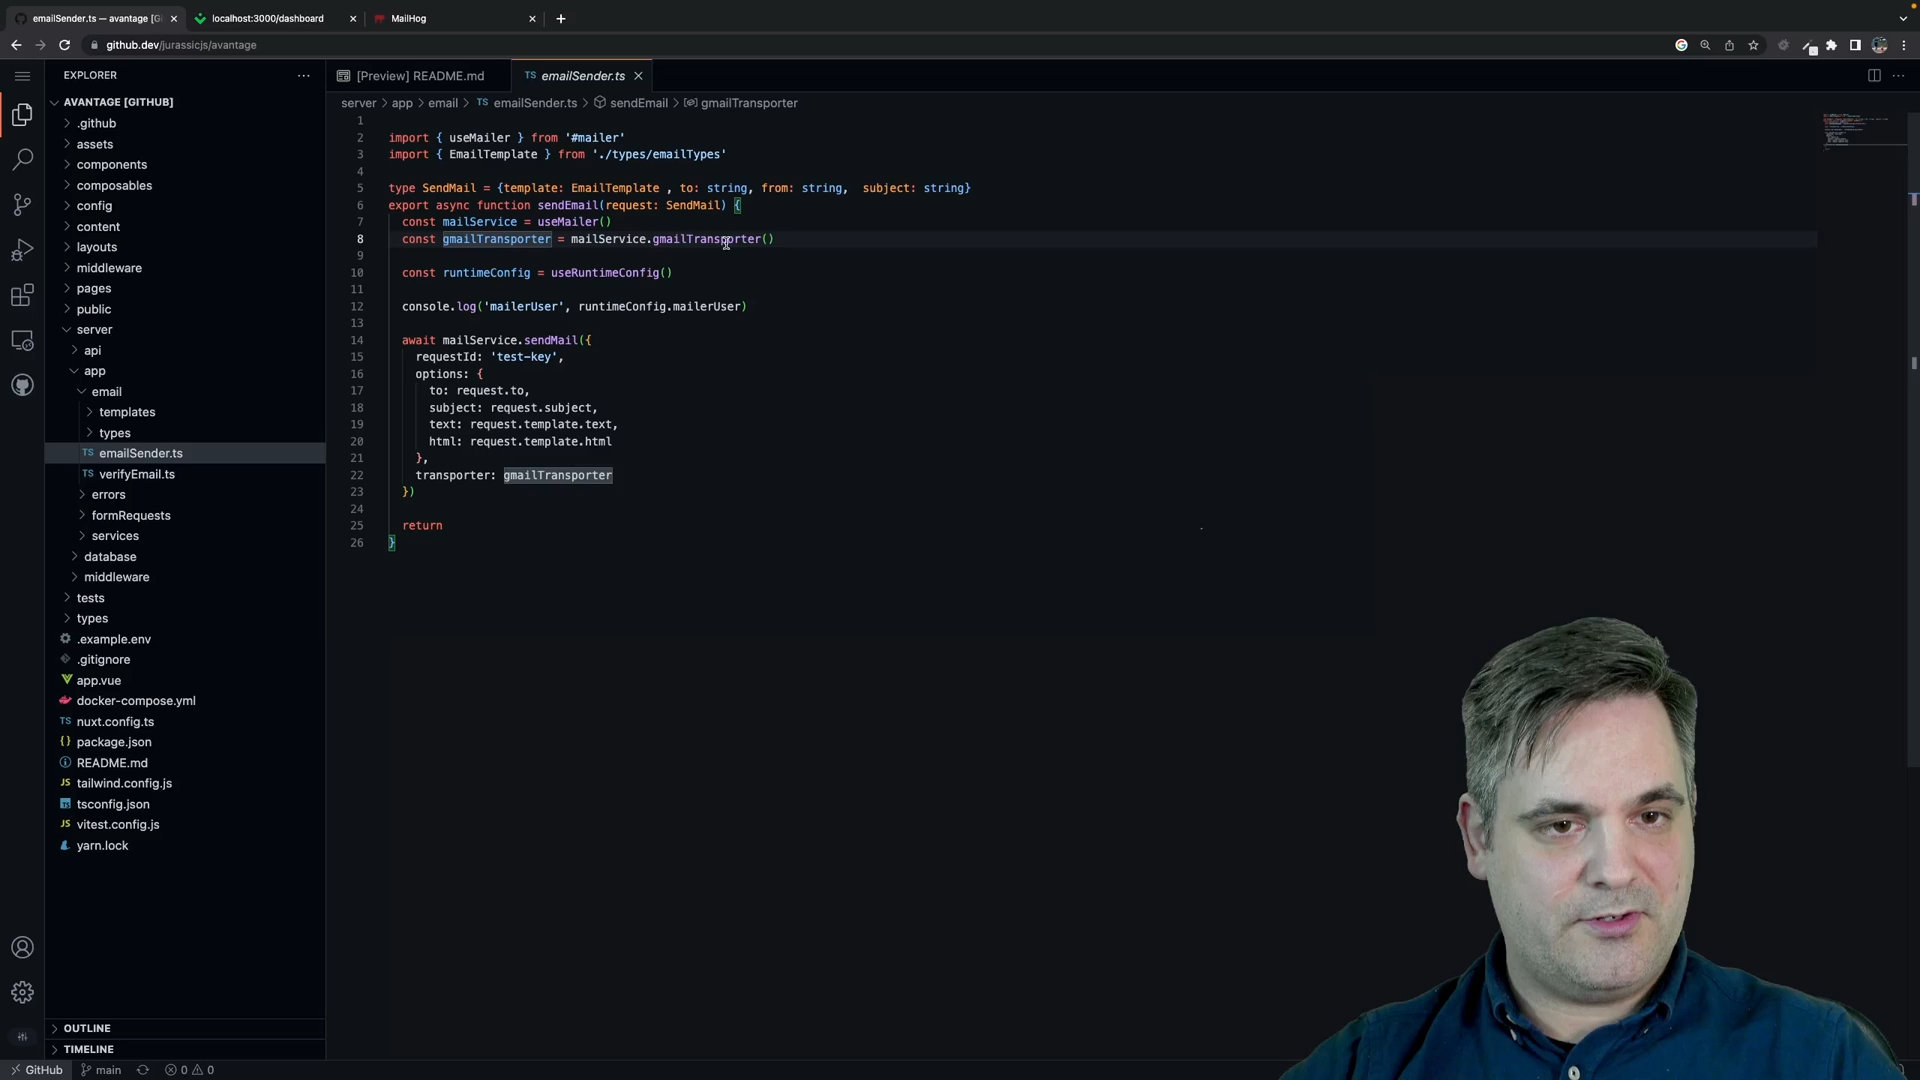 emailSender.ts — avantage [Gi
localhost:3000/dashboard
MailHog
github.dev/jurassicjs/avantage
EXPLORER
AVANTAGE [GITHUB]
.github
assets
components
composables
config
content
layouts
middleware
pages
public
server
api
app
email
templates
types
TS emailSender.ts
TS verifyEmail.ts
errors
formRequests
services
database
middleware
tests
types
.example.env
.gitignore
app.vue
docker-compose.yml
TS nuxt.config.ts
{} package.json
README.md
JS tailwind.config.js
tsconfig.json
JS vitest.config.js
yarn.lock
OUTLINE
TIMELINE
GitHub
main
0 0
[Preview] README.md
TS emailSender.ts
server > app > email > TS emailSender.ts > sendEmail > gmailTransporter
1
2 import { useMailer } from '#mailer'
3 import { EmailTemplate } from './types/emailTypes'
4
5 type SendMail = {template: EmailTemplate , to: string, from: string,  subject: string}
6 export async function sendEmail(request: SendMail) {
7 const mailService = useMailer()
8 const gmailTransporter = mailService.gmailTransporter()
9
10 const runtimeConfig = useRuntimeConfig()
11
12 console.log('mailerUser', runtimeConfig.mailerUser)
13
14 await mailService.sendMail({
15 requestId: 'test-key',
16 options: {
17 to: request.to,
18 subject: request.subject,
19 text: request.template.text,
20 html: request.template.html
21 },
22 transporter: gmailTransporter
23 })
24
25 return
26 }